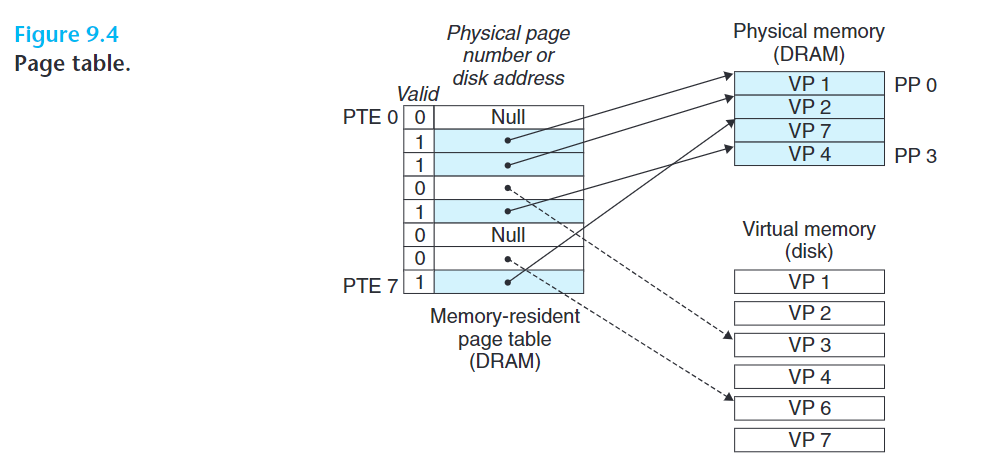 Figure 9.4
Page table.
Physical page
number or
disk address
Valid
PTE 0 0 Null
1
1
0
1
0 Null
0
PTE 7 1
Memory-resident
page table
(DRAM)
Physical memory
(DRAM)
VP 1 PP 0
VP 2
VP 7
VP 4 PP 3
Virtual memory
(disk)
VP 1
VP 2
VP 3
VP 4
VP 6
VP 7